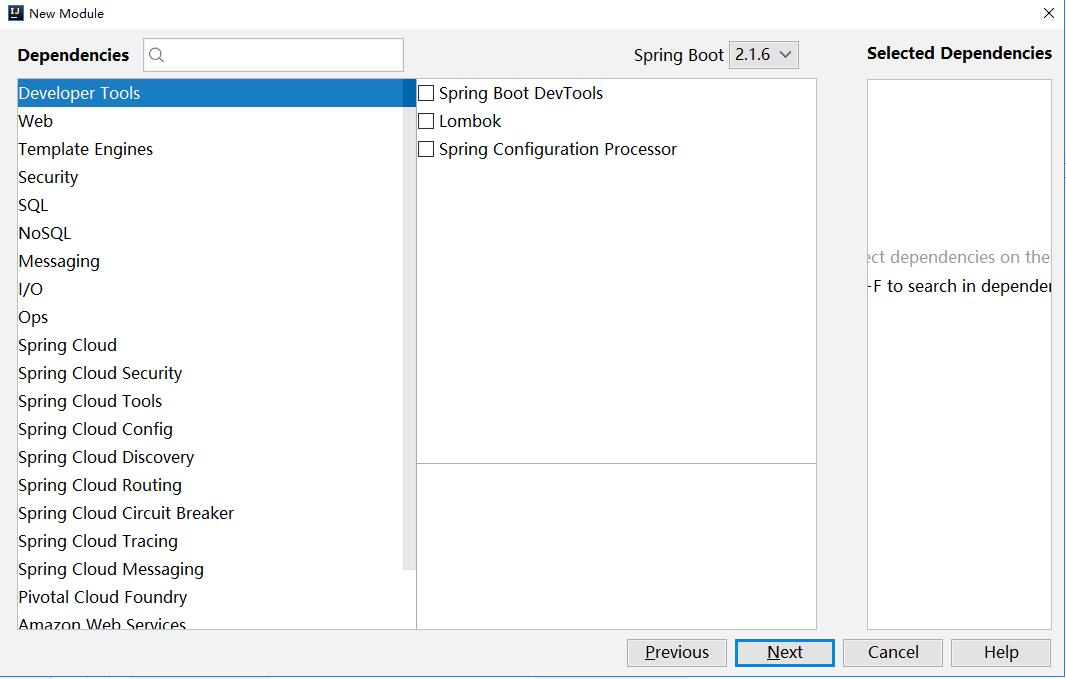 New Module
Dependencies
Spring Boot 2.1.6
Selected Dependencies
Developer Tools
Web
Template Engines
Security
SQL
NoSQL
Messaging
I/O
Ops
Spring Cloud
Spring Cloud Security
Spring Cloud Tools
Spring Cloud Config
Spring Cloud Discovery
Spring Cloud Routing
Spring Cloud Circuit Breaker
Spring Cloud Tracing
Spring Cloud Messaging
Pivotal Cloud Foundry
Amazon Web Services
Spring Boot DevTools
Lombok
Spring Configuration Processor
ect dependencies on the
-F to search in depender
Previous
Next
Cancel
Help